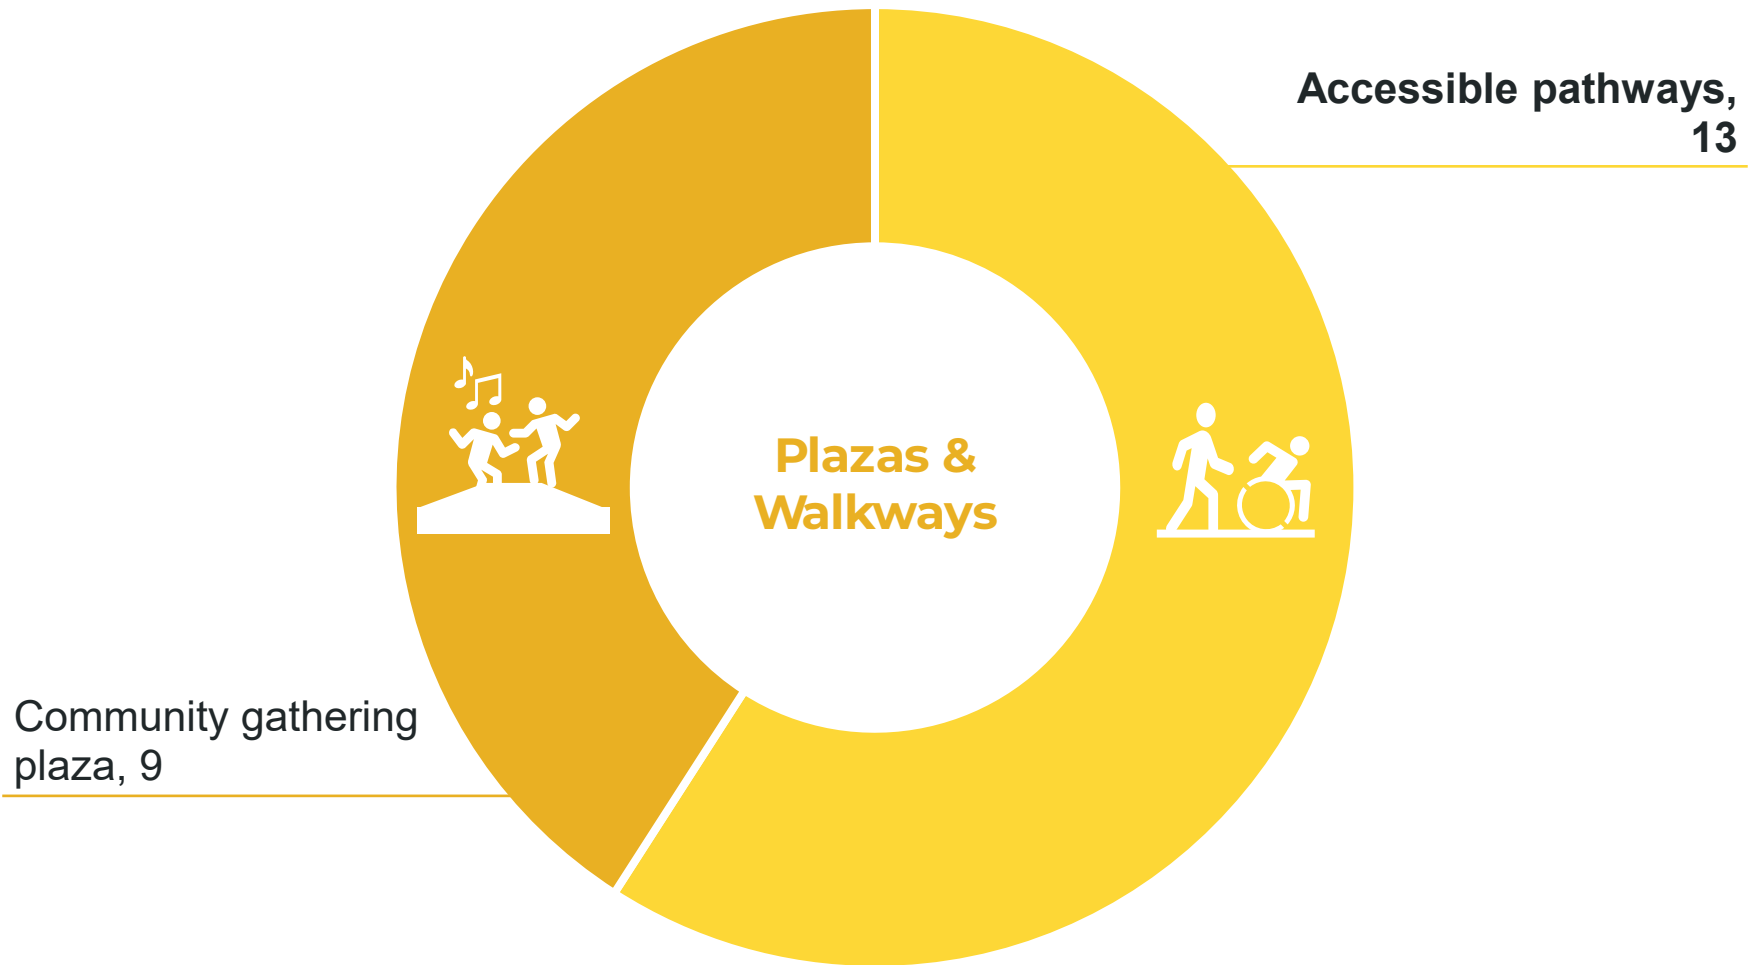 Accessible pathways,
13
Plazas &
Walkways
Community gathering
plaza, 9